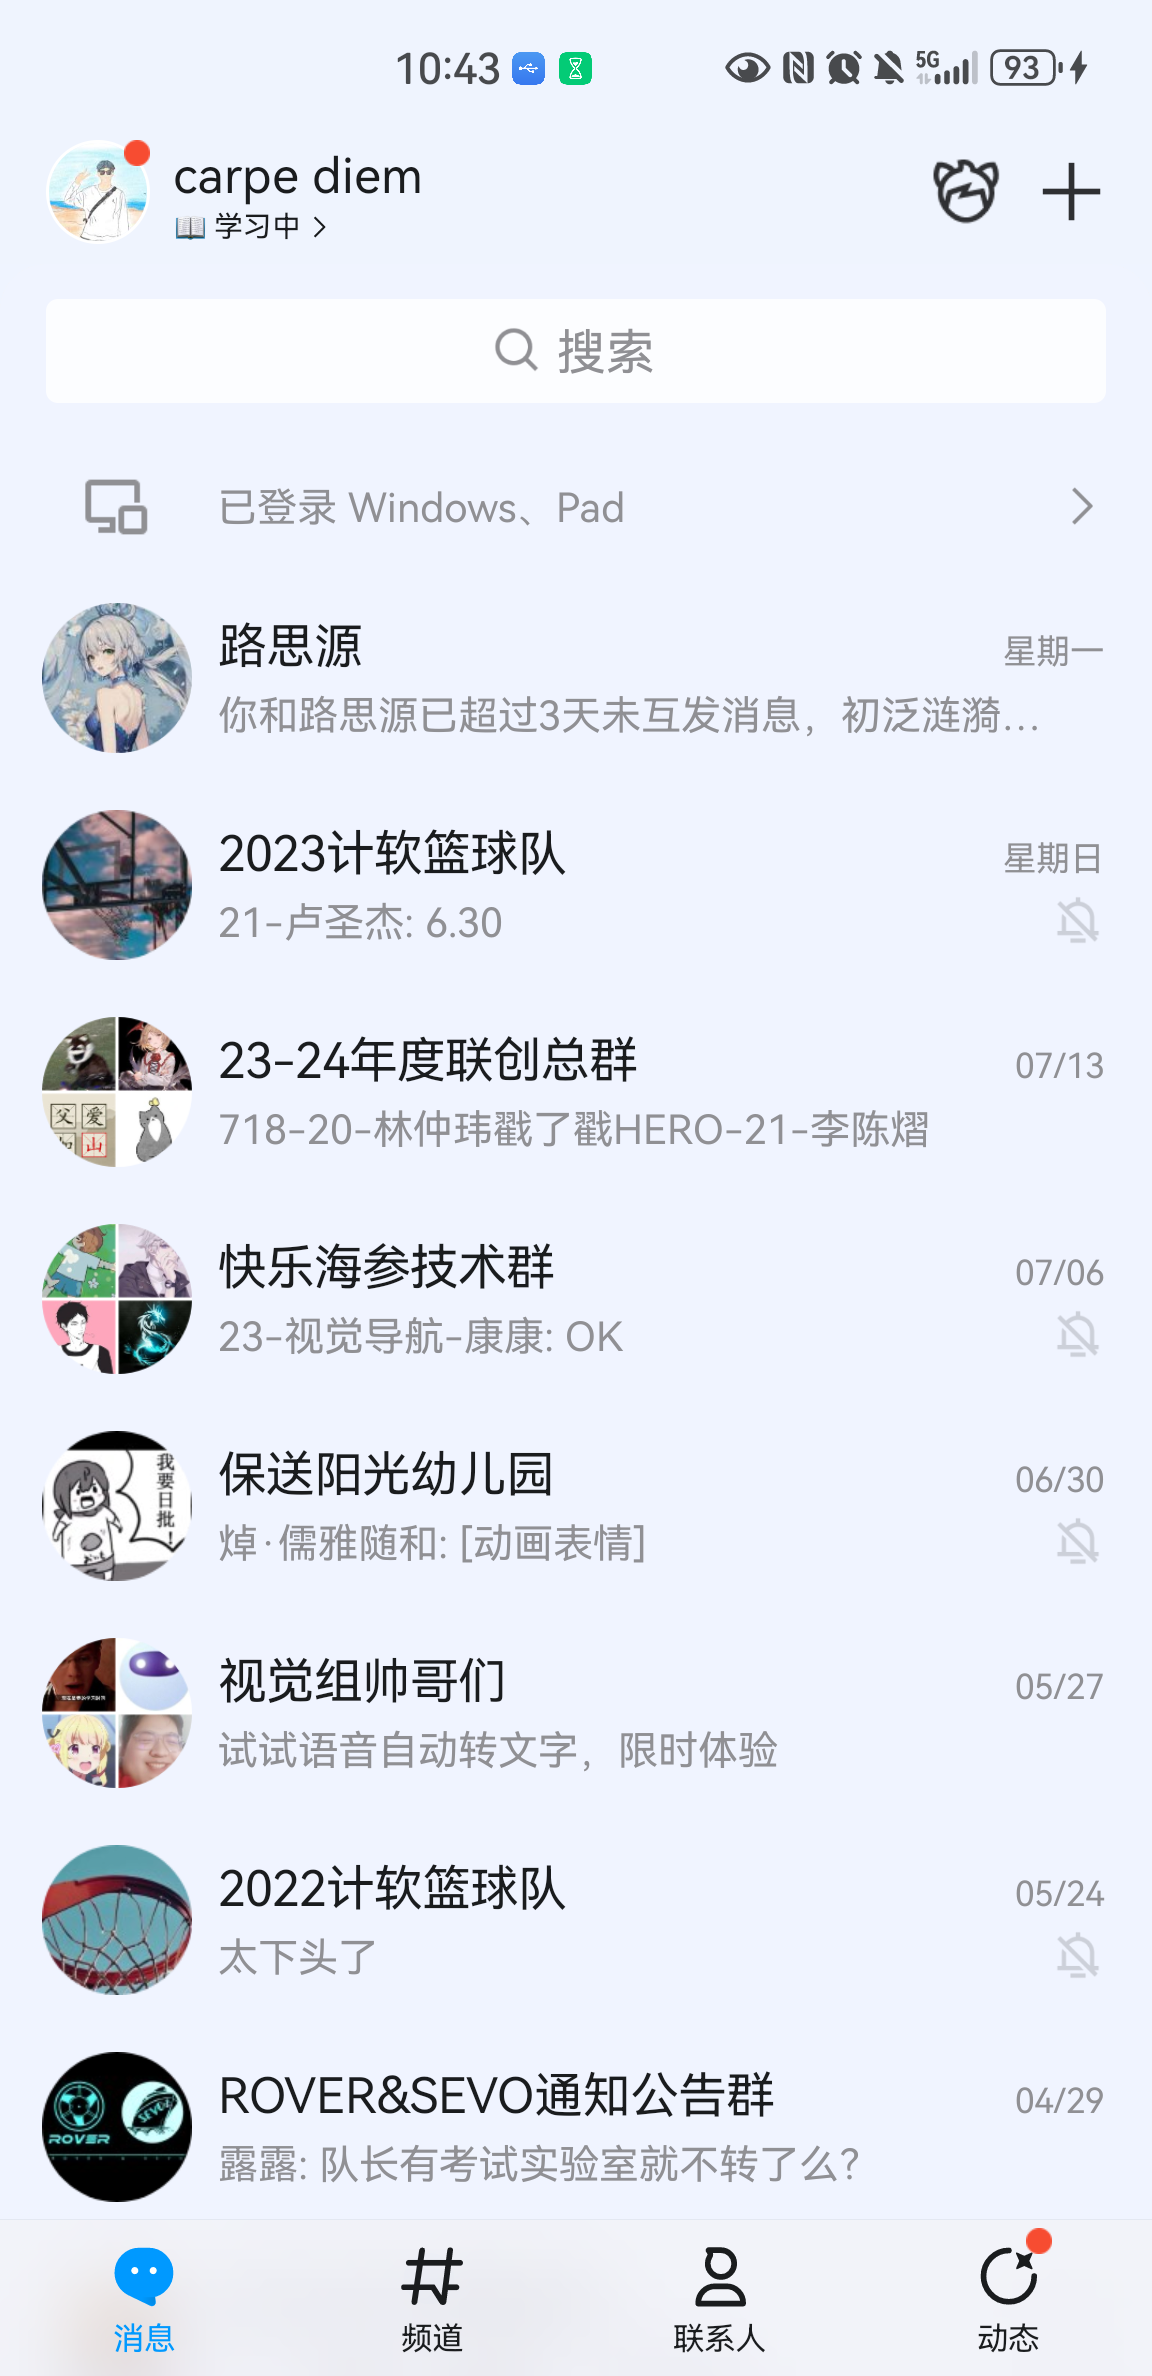 10:43
5G
93
carpe diem
学习中
搜索
已登录 Windows、Pad
路思源
星期一
你和路思源已超过3天未互发消息，初泛涟漪...
2023计软篮球队
星期日
21-卢圣杰: 6.30
父 爱
山
23-24年度联创总群
07/13
718-20-林仲玮戳了戳HERO-21-李陈熠
快乐海参技术群
07/06
23-视觉导航-康康: OK
我要日批！
保送阳光幼儿园
06/30
焯·儒雅随和: [动画表情]
视觉组帅哥们
05/27
试试语音自动转文字，限时体验
2022计软篮球队
05/24
太下头了
ROVER
SEVO
ROVER&SEVO通知公告群
04/29
露露: 队长有考试实验室就不转了么？
消息
频道
联系人
动态